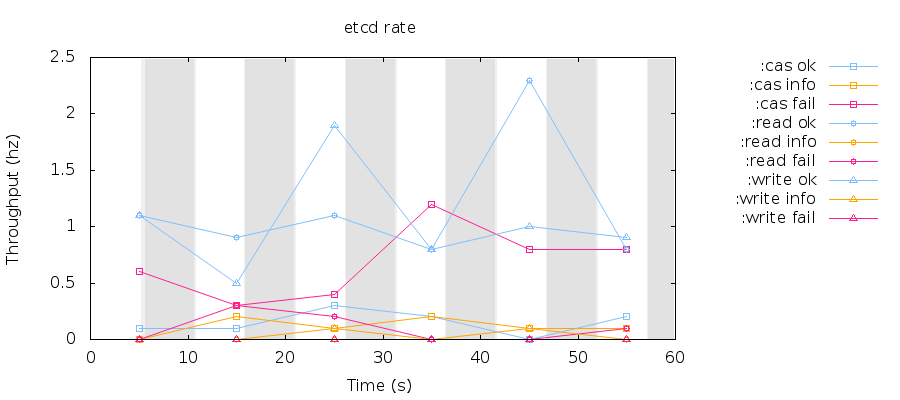 etcd rate
2.5
2
1.5
1
0.5
0
0 10 20 30 40 50 60
Throughput (hz)
Time (s)
:cas ok
:cas info
:cas fail
:read ok
:read info
:read fail
:write ok
:write info
:write fail